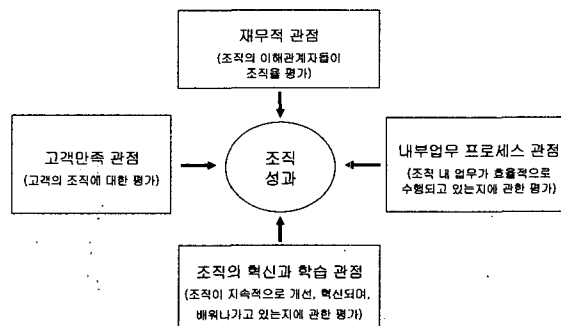 재무적 관점
(조직의 이해관계자들이
조직을 평가)
고객만족 관점
(고객의 조직에 대한 평가)
조직
성과
내부업무 프로세스 관점
(조직 내 업무가 효율적으로
수행되고 있는지에 관한 평가)
조직의 혁신과 학습 관점
(조직이 지속적으로 개선, 혁신되며,
배워나가고 있는지에 관한 평가)